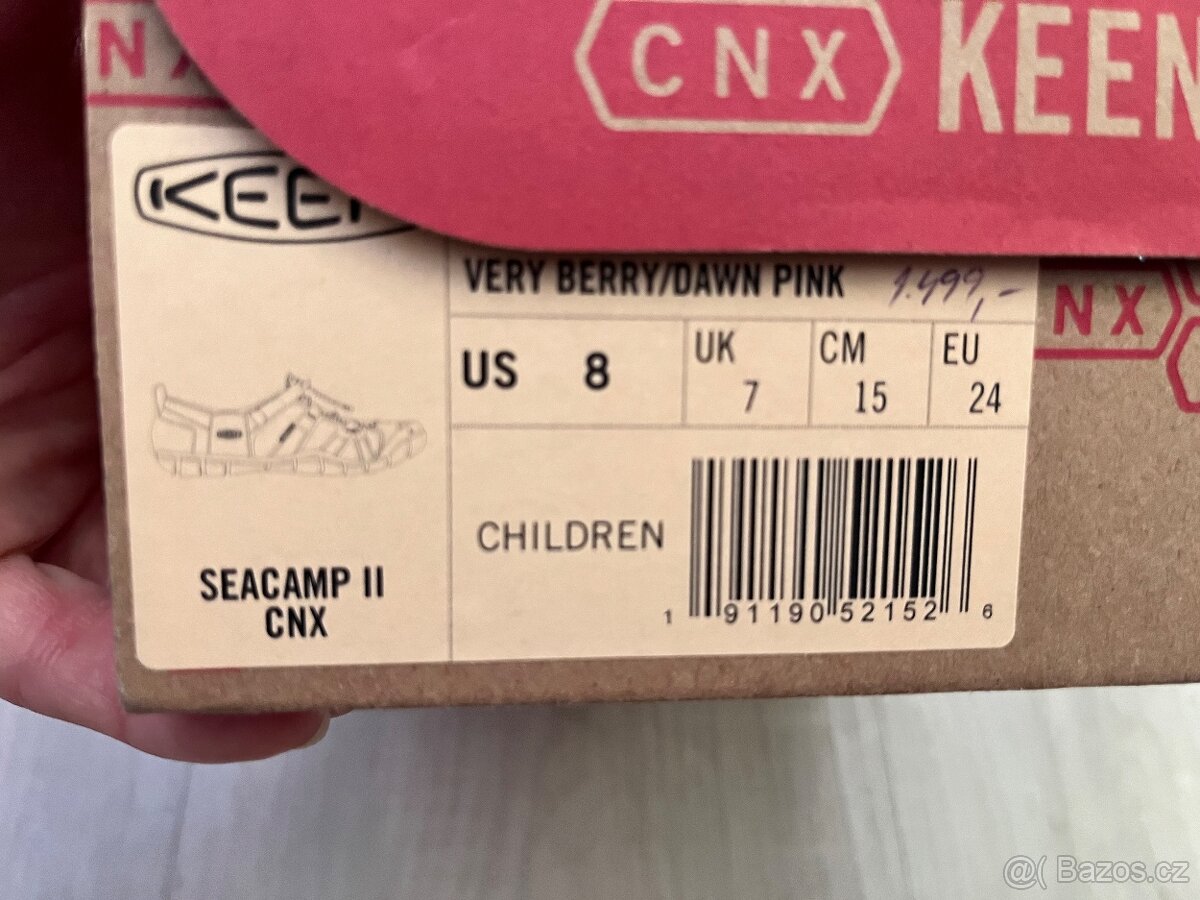 CNX KEEN
N
KEEN
VERY BERRY/DAWN PINK 1.499,-
NX
US 8
UK 7
CM 15
EU 24
CHILDREN
SEACAMP II
CNX
1 91190 52152 6
@( Bazos.cz